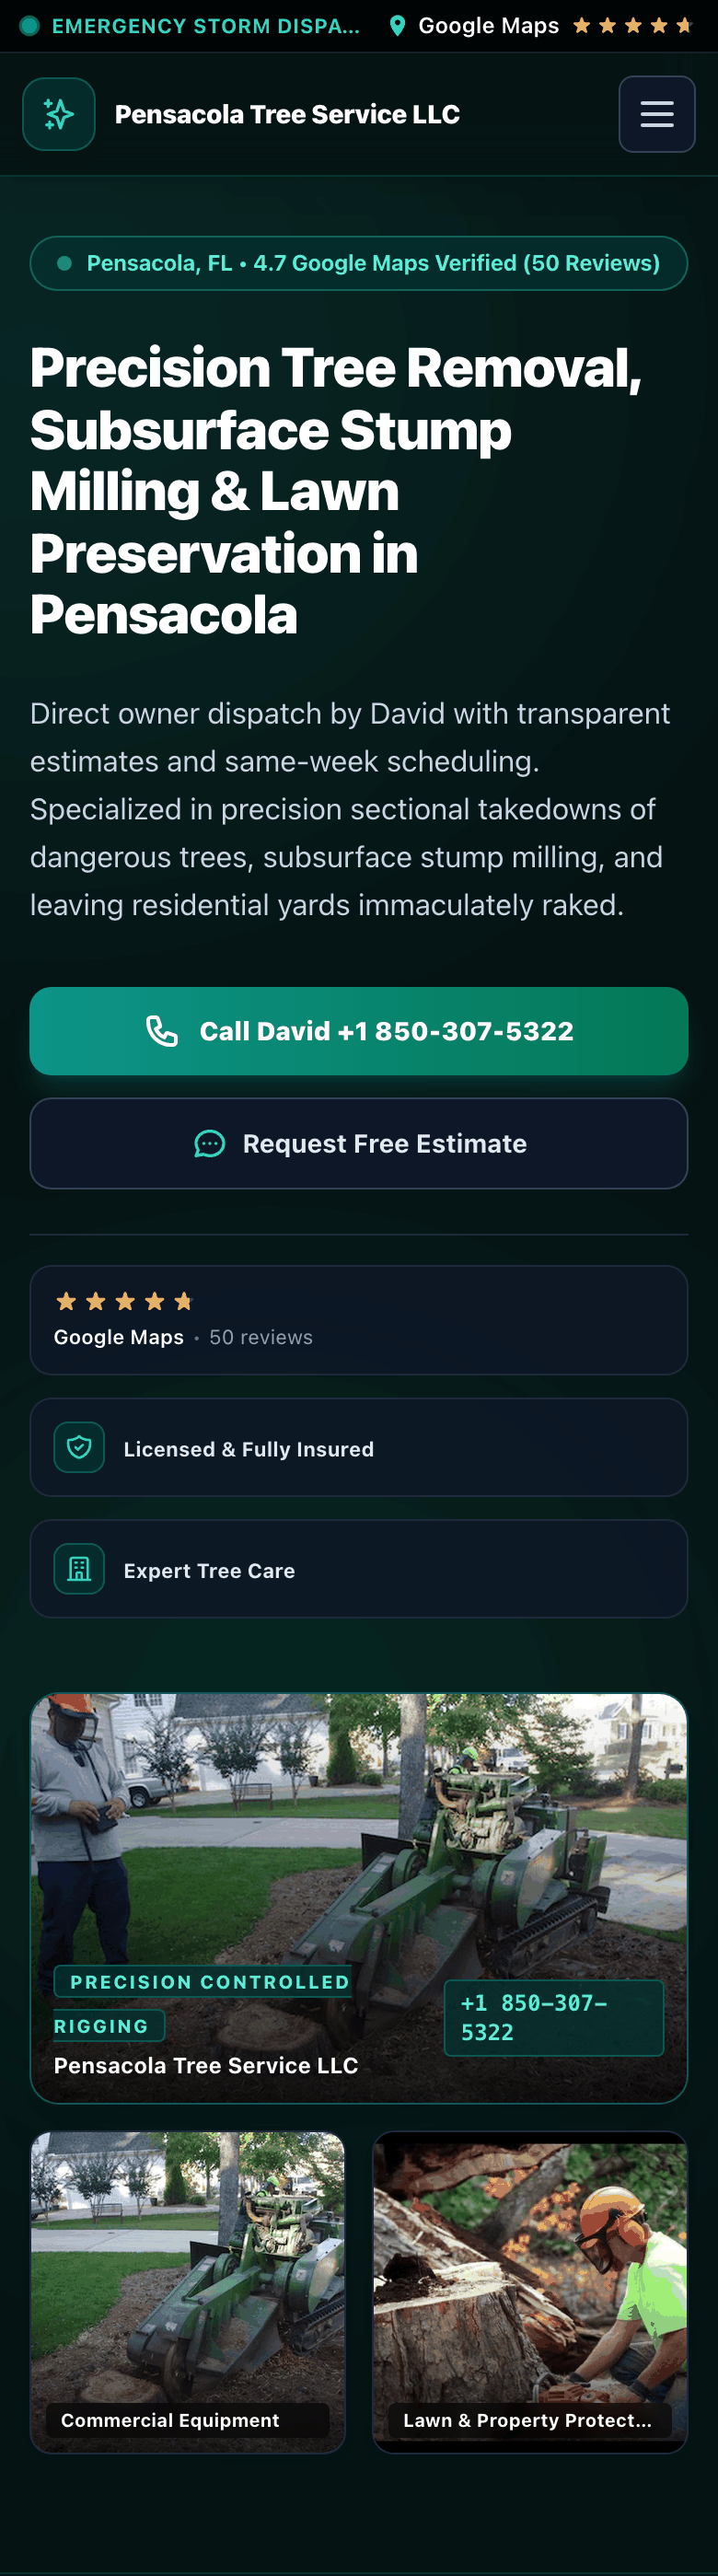 EMERGENCY STORM DISPA...
Google Maps
Pensacola Tree Service LLC
Pensacola, FL • 4.7 Google Maps Verified (50 Reviews)
Precision Tree Removal,
Subsurface Stump
Milling & Lawn
Preservation in
Pensacola
Direct owner dispatch by David with transparent
estimates and same-week scheduling.
Specialized in precision sectional takedowns of
dangerous trees, subsurface stump milling, and
leaving residential yards immaculately raked.
Call David +1 850-307-5322
Request Free Estimate
Google Maps • 50 reviews
Licensed & Fully Insured
Expert Tree Care
PRECISION CONTROLLED
RIGGING
Pensacola Tree Service LLC
+1 850-307-
5322
Commercial Equipment
Lawn & Property Protect...